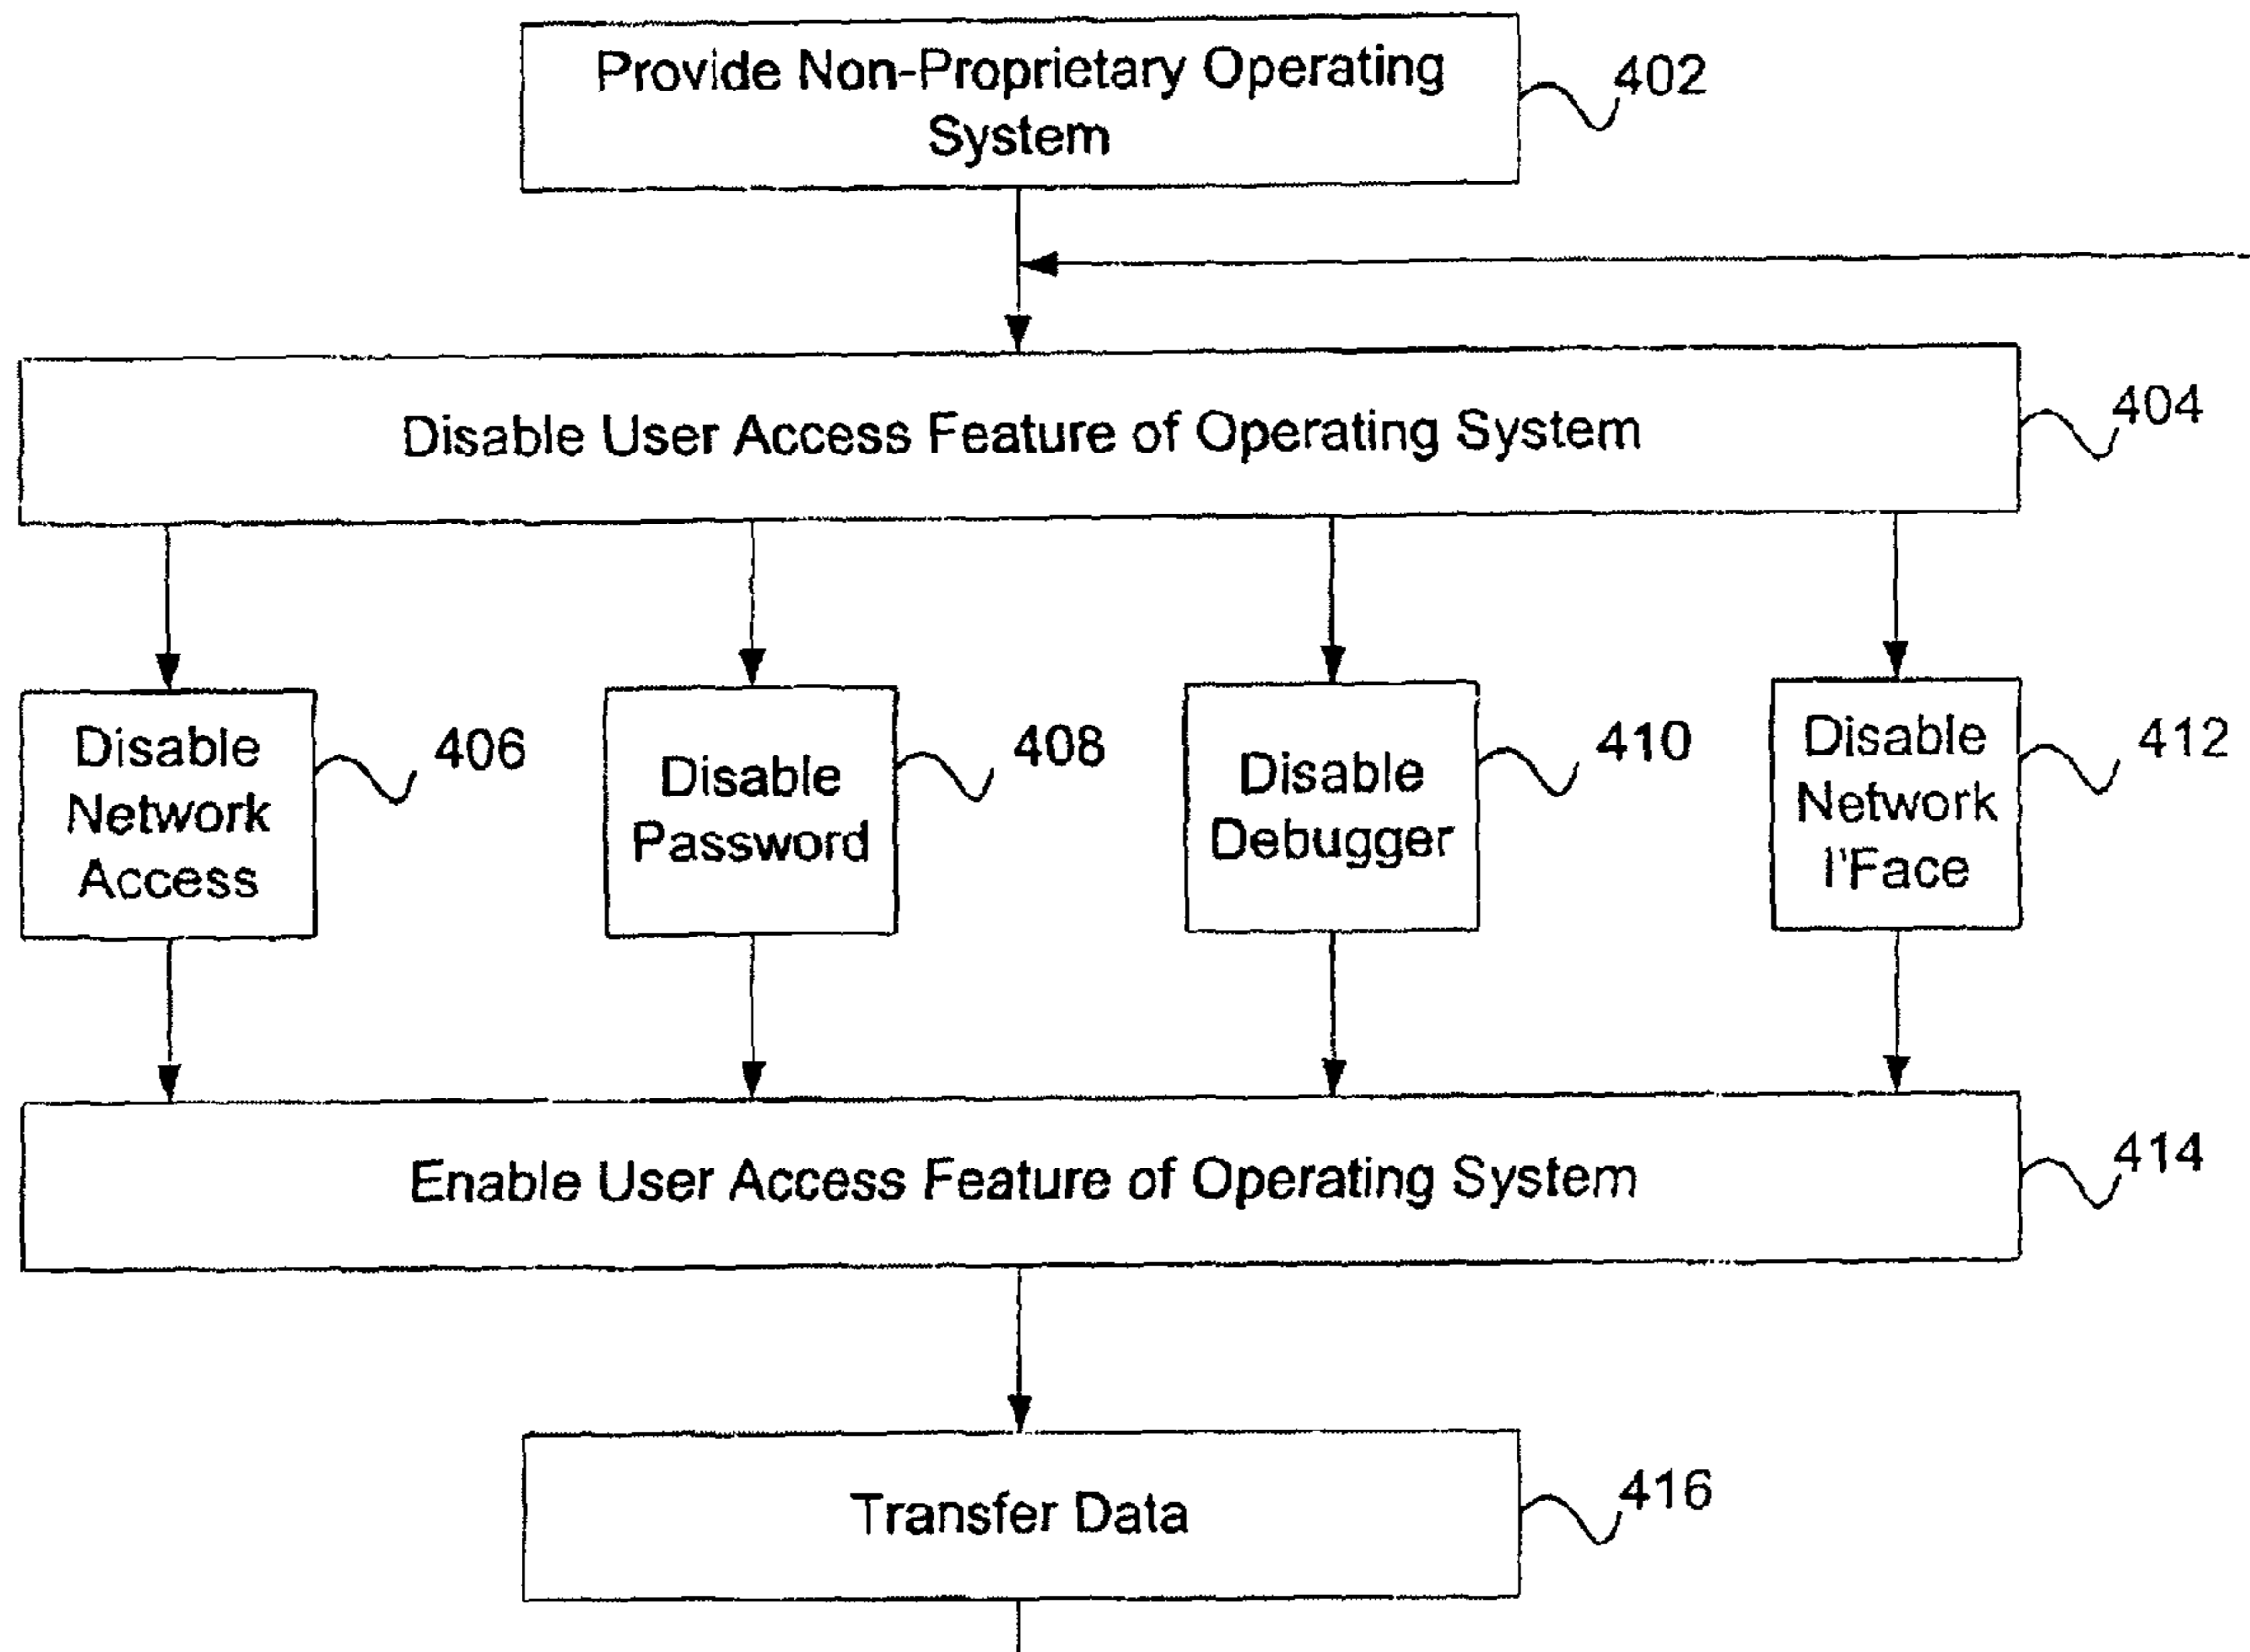 Provide Non-Proprietary Operating
System
402
Disable User Access Feature of Operating System
404
Disable
Network
Access
406
Disable
Password
408
Disable
Debugger
410
Disable
Network
I'Face
412
Enable User Access Feature of Operating System
414
Transfer Data
416